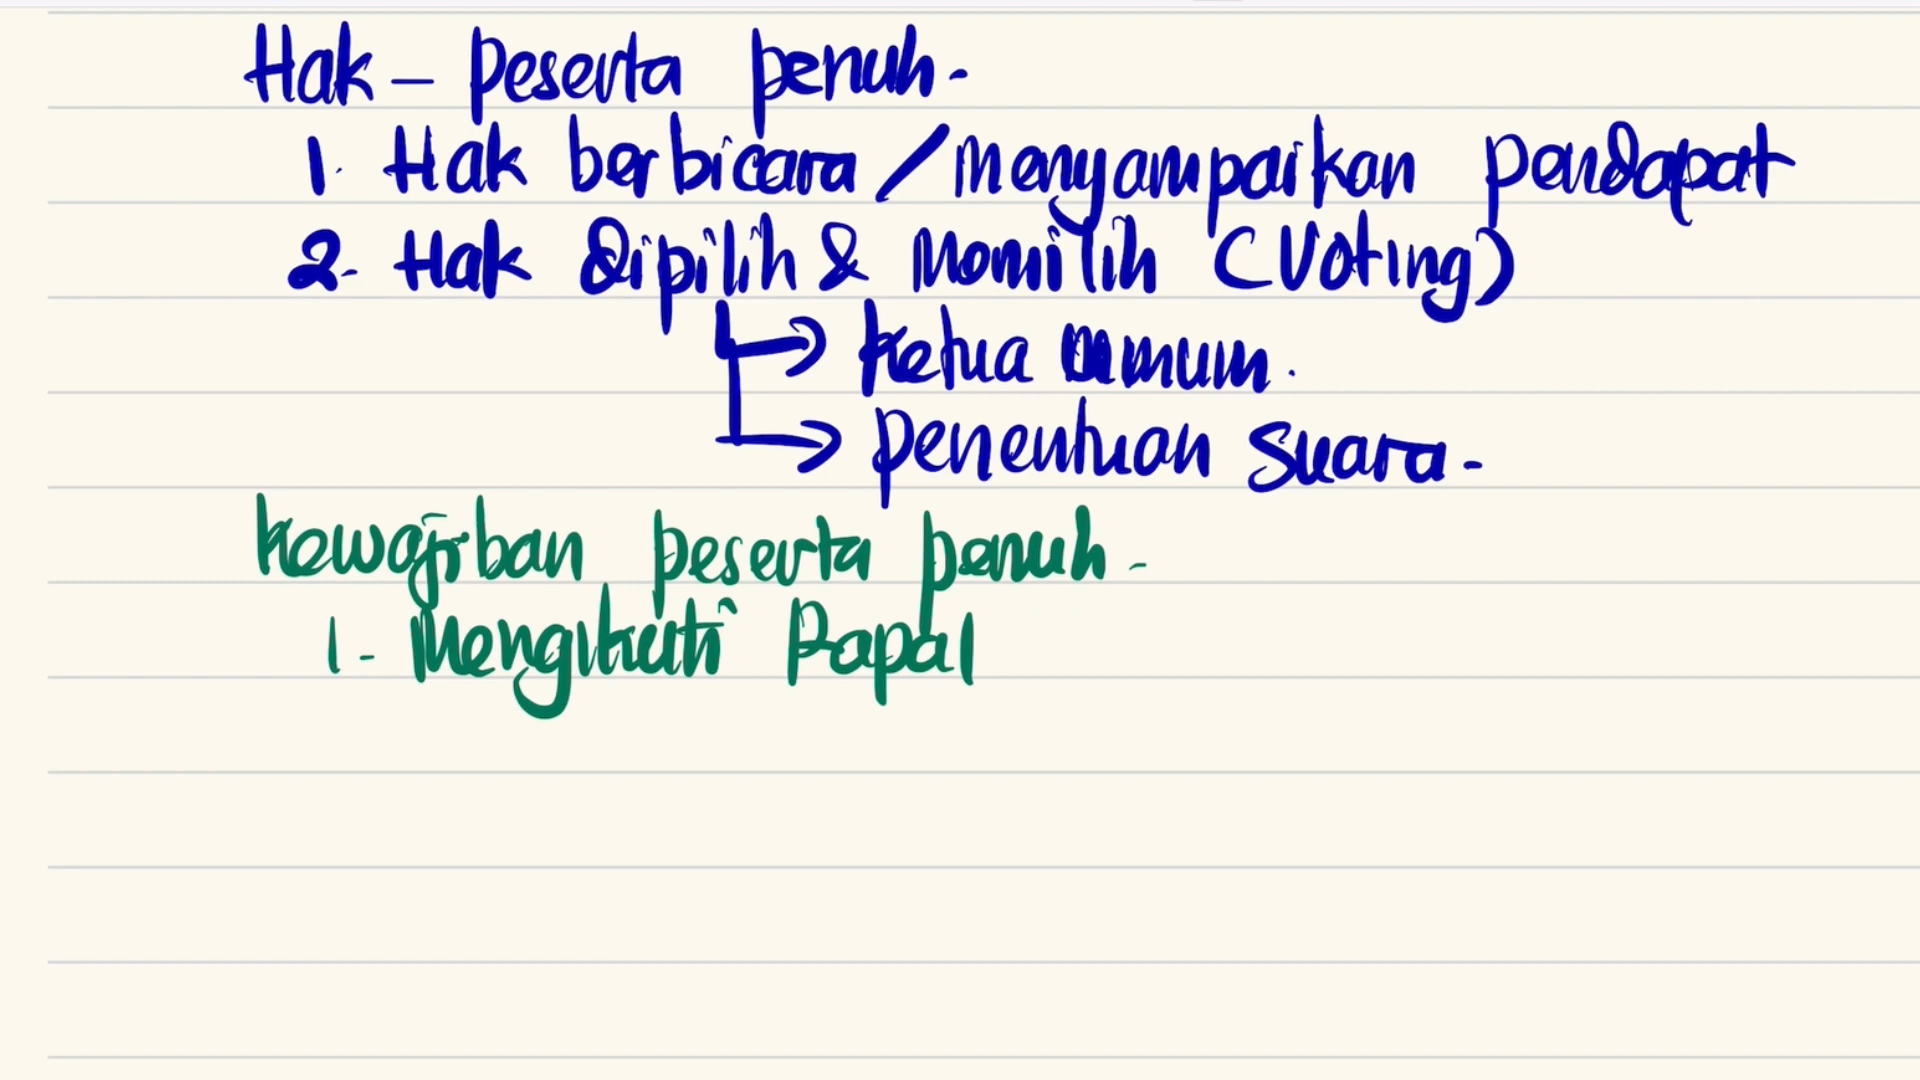 Hak - peserta penuh.
1. Hak berbicara / menyampaikan pendapat
2. Hak dipilih & Memilih (Voting)
→ Ketua umum.
→ penentuan suara.
kewajiban peserta penuh.
1. Mengikuti Rapal